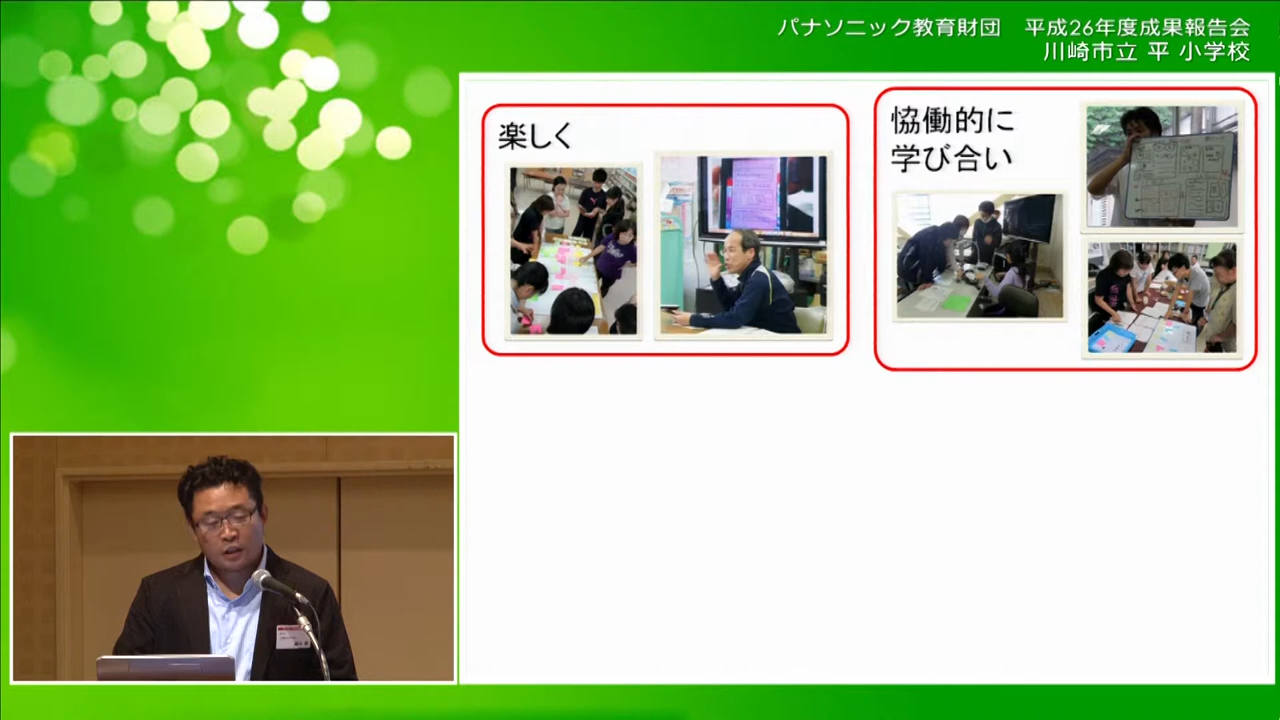 パナソニック教育財団　平成26年度成果報告会
川崎市立 平 小学校
楽しく
恊働的に
学び合い